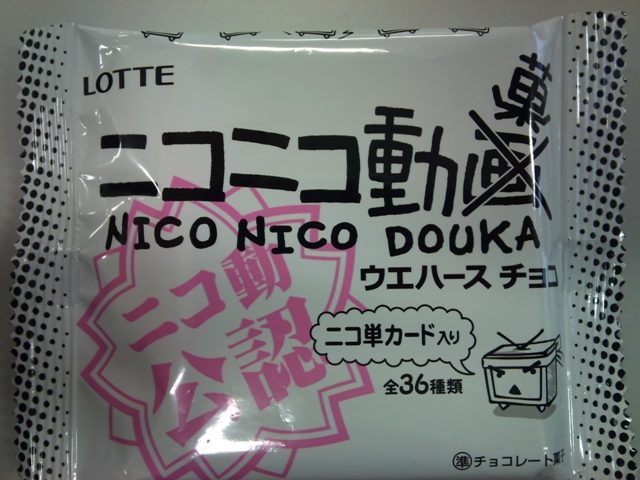 LOTTE
菓
ニコニコ動画
NICO NICO DOUKA
ウエハース チョコ
ニコ動
公認
ニコ単カード入り
全36種類
準チョコレート菓子